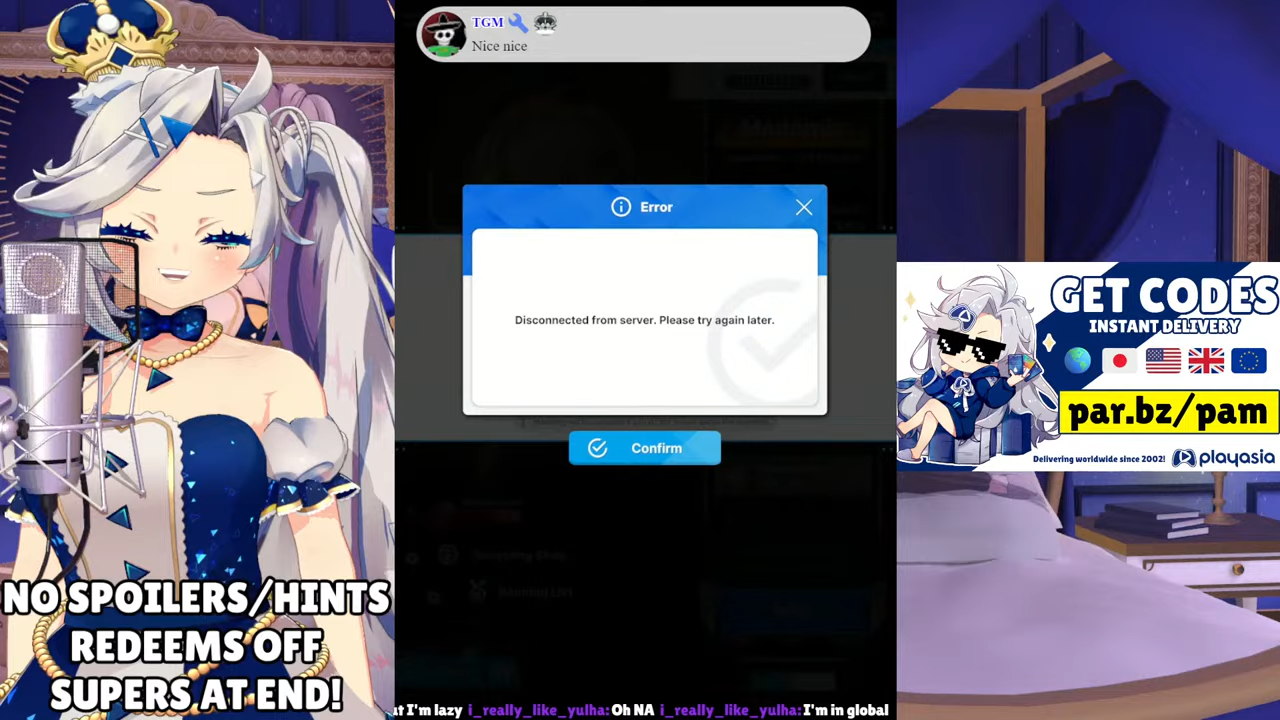 TGM
Nice nice
Error
Disconnected from server. Please try again later.
Confirm
NO SPOILERS/HINTS
REDEEMS OFF
SUPERS AT END!
GET CODES
INSTANT DELIVERY
par.bz/pam
Delivering worldwide since 2002! playasia
I'm lazy i_really_like_yulha: Oh NA i_really_like_yulha: I'm in global